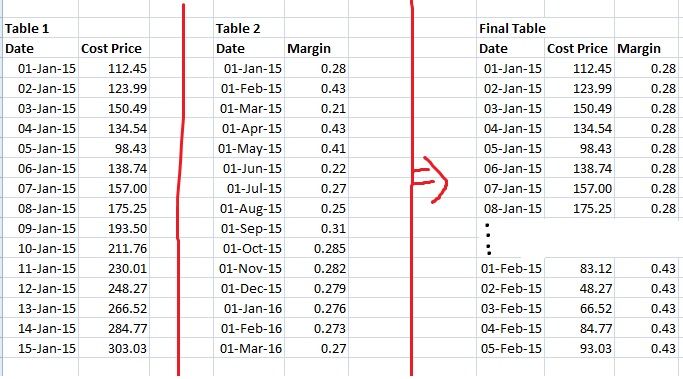 Table 1 Table 2 Final Table
Date Cost Price Date Margin Date Cost Price Margin
01-Jan-15 112.45 01-Jan-15 0.28 01-Jan-15 112.45 0.28
02-Jan-15 123.99 01-Feb-15 0.43 02-Jan-15 123.99 0.28
03-Jan-15 150.49 01-Mar-15 0.21 03-Jan-15 150.49 0.28
04-Jan-15 134.54 01-Apr-15 0.43 04-Jan-15 134.54 0.28
05-Jan-15 98.43 01-May-15 0.41 05-Jan-15 98.43 0.28
06-Jan-15 138.74 01-Jun-15 0.22 06-Jan-15 138.74 0.28
07-Jan-15 157.00 01-Jul-15 0.27 07-Jan-15 157.00 0.28
08-Jan-15 175.25 01-Aug-15 0.25 08-Jan-15 175.25 0.28
09-Jan-15 193.50 01-Sep-15 0.31
10-Jan-15 211.76 01-Oct-15 0.285
11-Jan-15 230.01 01-Nov-15 0.282 01-Feb-15 83.12 0.43
12-Jan-15 248.27 01-Dec-15 0.279 02-Feb-15 48.27 0.43
13-Jan-15 266.52 01-Jan-16 0.276 03-Feb-15 66.52 0.43
14-Jan-15 284.77 01-Feb-16 0.273 04-Feb-15 84.77 0.43
15-Jan-15 303.03 01-Mar-16 0.27 05-Feb-15 93.03 0.43